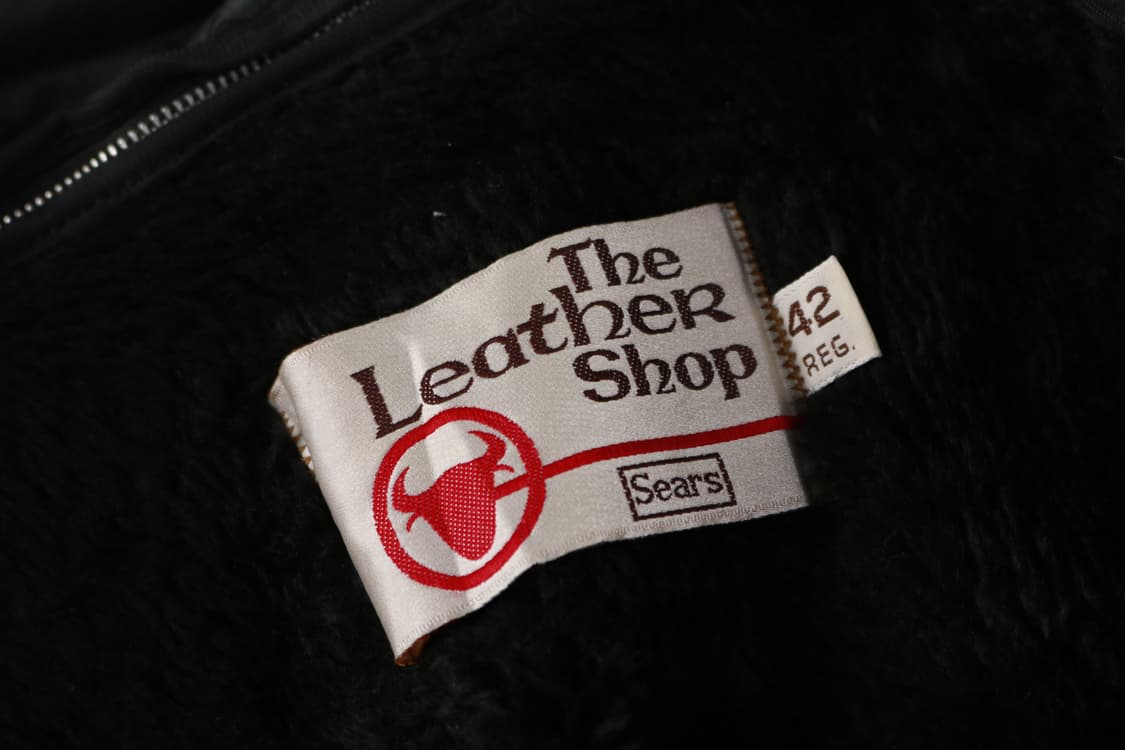 The
Leather
Shop
Sears
42
REG.